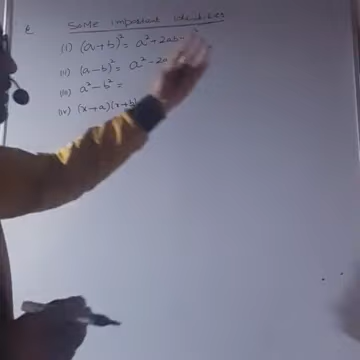 Some important identities
(i) (a+b)² = a² + 2ab
(ii) (a-b)² = a² - 2a
(iii) a² - b² =
(iv) (x+a)(x+b)